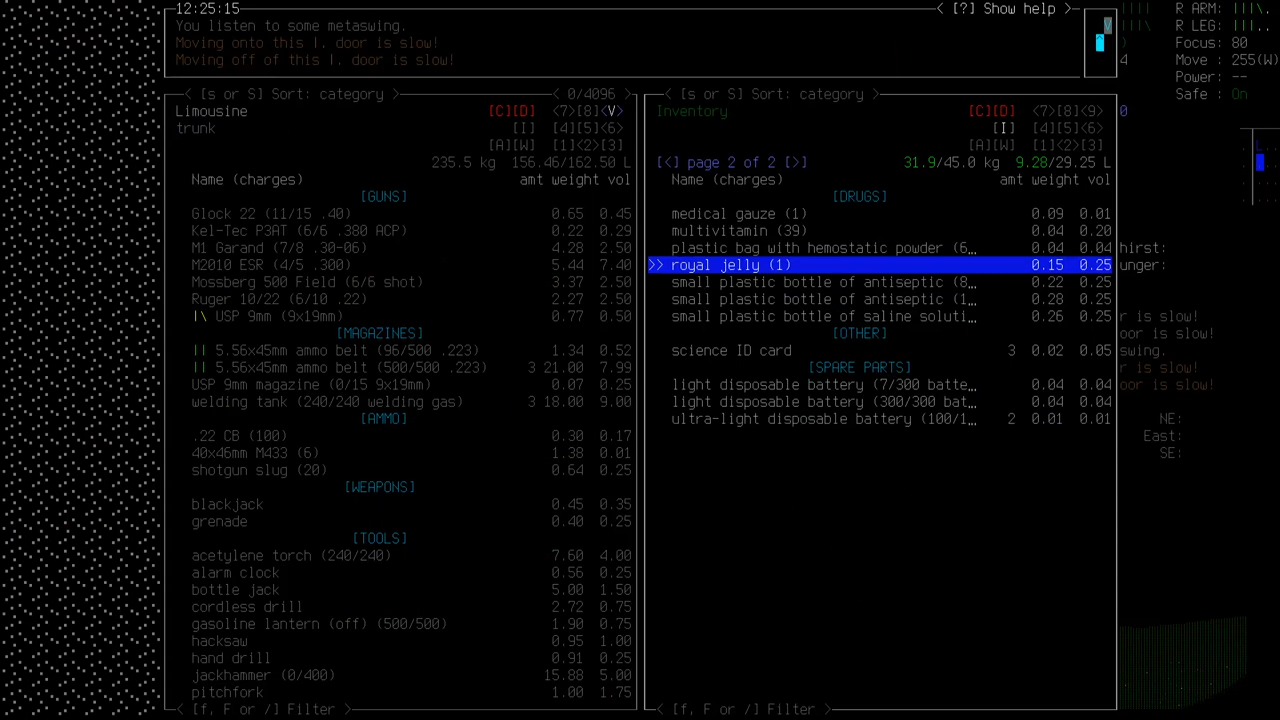 12:25:15
< [?] Show help >
You listen to some metaswing.
Moving onto this l. door is slow!
Moving off of this l. door is slow!
R ARM: |||\.
R LEG: |||..
Focus: 80
4 Move : 255(W)
Power: --
Safe : On
< [s or S] Sort: category > < 0/4096 >
Limousine [C][D] <7>[8]<V>
trunk [I] [4][5]<6>
[A][W] [1]<2>[3]
235.5 kg 156.46/162.50 L
Name (charges) amt weight vol
[GUNS]
Glock 22 (11/15 .40) 0.65 0.45
Kel-Tec P3AT (6/6 .380 ACP) 0.22 0.29
M1 Garand (7/8 .30-06) 4.28 2.50
M2010 ESR (4/5 .300) 5.44 7.40
Mossberg 500 Field (6/6 shot) 3.37 2.50
Ruger 10/22 (6/10 .22) 2.27 2.50
|\ USP 9mm (9x19mm) 0.77 0.50
[MAGAZINES]
|| 5.56x45mm ammo belt (96/500 .223) 1.34 0.52
|| 5.56x45mm ammo belt (500/500 .223) 3 21.00 7.99
USP 9mm magazine (0/15 9x19mm) 0.07 0.25
welding tank (240/240 welding gas) 3 18.00 9.00
[AMMO]
.22 CB (100) 0.30 0.17
40x46mm M433 (6) 1.38 0.01
shotgun slug (20) 0.64 0.25
[WEAPONS]
blackjack 0.45 0.35
grenade 0.40 0.25
[TOOLS]
acetylene torch (240/240) 7.60 4.00
alarm clock 0.56 0.25
bottle jack 5.00 1.50
cordless drill 2.72 0.75
gasoline lantern (off) (500/500) 1.90 0.75
hacksaw 0.95 1.00
hand drill 0.91 0.25
jackhammer (0/400) 15.88 5.00
pitchfork 1.00 1.75
< [f, F or /] Filter >
< [s or S] Sort: category >
Inventory [C][D] <7>[8]<9>
[I] [4][5]<6>
[A][W] [1]<2>[3]
[<] page 2 of 2 [>] 31.9/45.0 kg 9.28/29.25 L
Name (charges) amt weight vol
[DRUGS]
medical gauze (1) 0.09 0.01
multivitamin (39) 0.04 0.20
plastic bag with hemostatic powder (6… 0.04 0.04
>> royal jelly (1) 0.15 0.25
small plastic bottle of antiseptic (8… 0.22 0.25
small plastic bottle of antiseptic (1… 0.28 0.25
small plastic bottle of saline soluti… 0.26 0.25
[OTHER]
science ID card 3 0.02 0.05
[SPARE PARTS]
light disposable battery (7/300 batte… 0.04 0.04
light disposable battery (300/300 bat… 0.04 0.04
ultra-light disposable battery (100/1… 2 0.01 0.01
< [f, F or /] Filter >
0
L
hirst:
unger:
r is slow!
oor is slow!
swing.
r is slow!
oor is slow!
NE:
East:
SE: